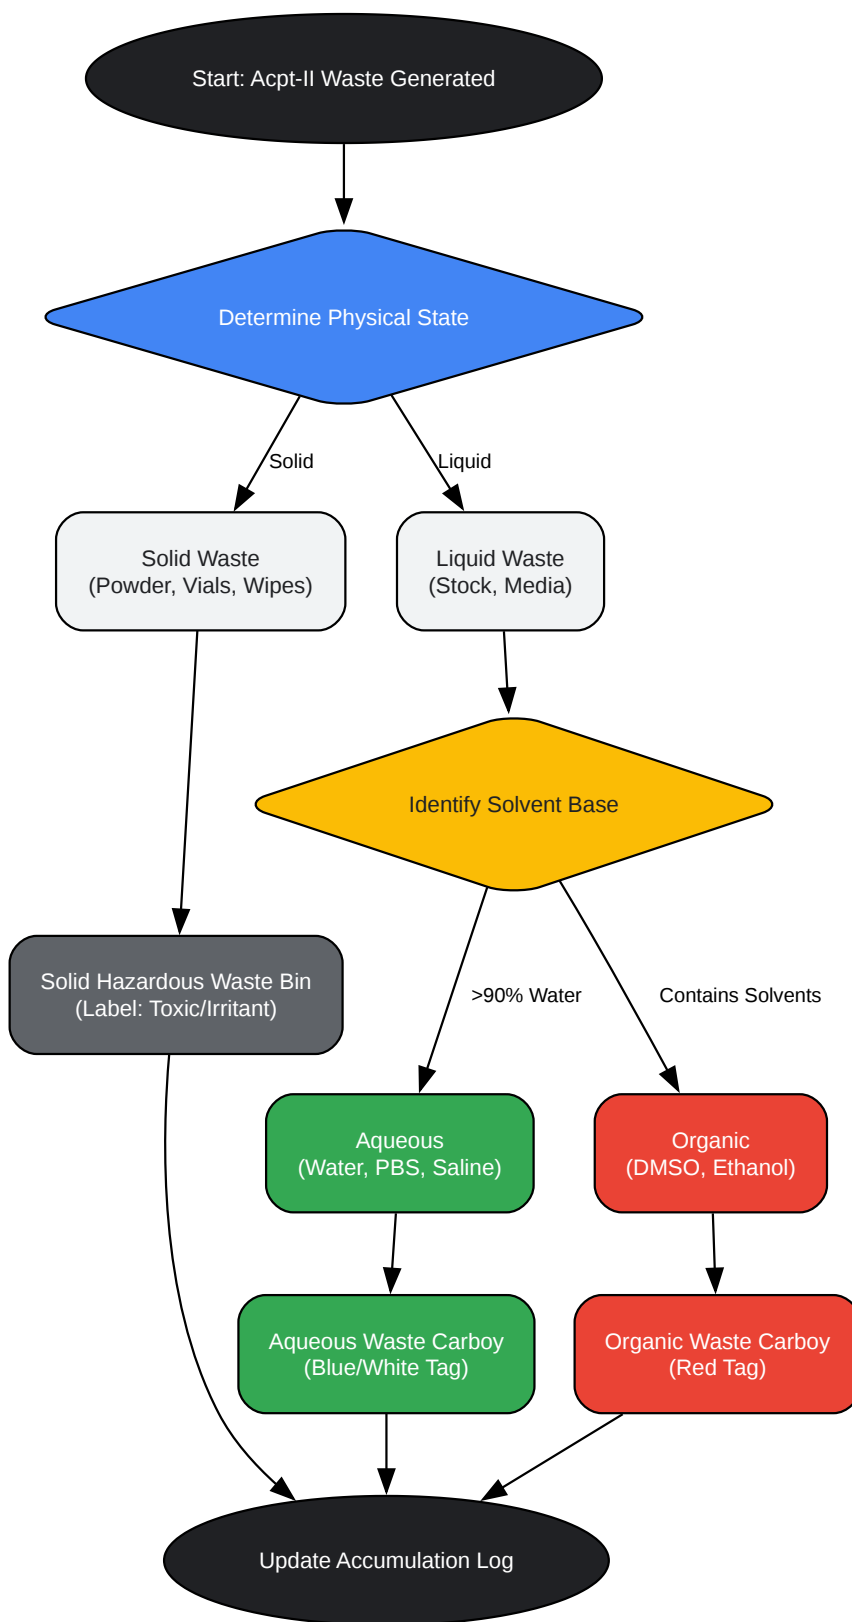 Start: Acpt-II Waste Generated
Determine Physical State
Solid
Liquid
Solid Waste
(Powder, Vials, Wipes)
Liquid Waste
(Stock, Media)
Identify Solvent Base
Solid Hazardous Waste Bin
(Label: Toxic/Irritant)
>90% Water
Contains Solvents
Aqueous
(Water, PBS, Saline)
Organic
(DMSO, Ethanol)
Aqueous Waste Carboy
(Blue/White Tag)
Organic Waste Carboy
(Red Tag)
Update Accumulation Log